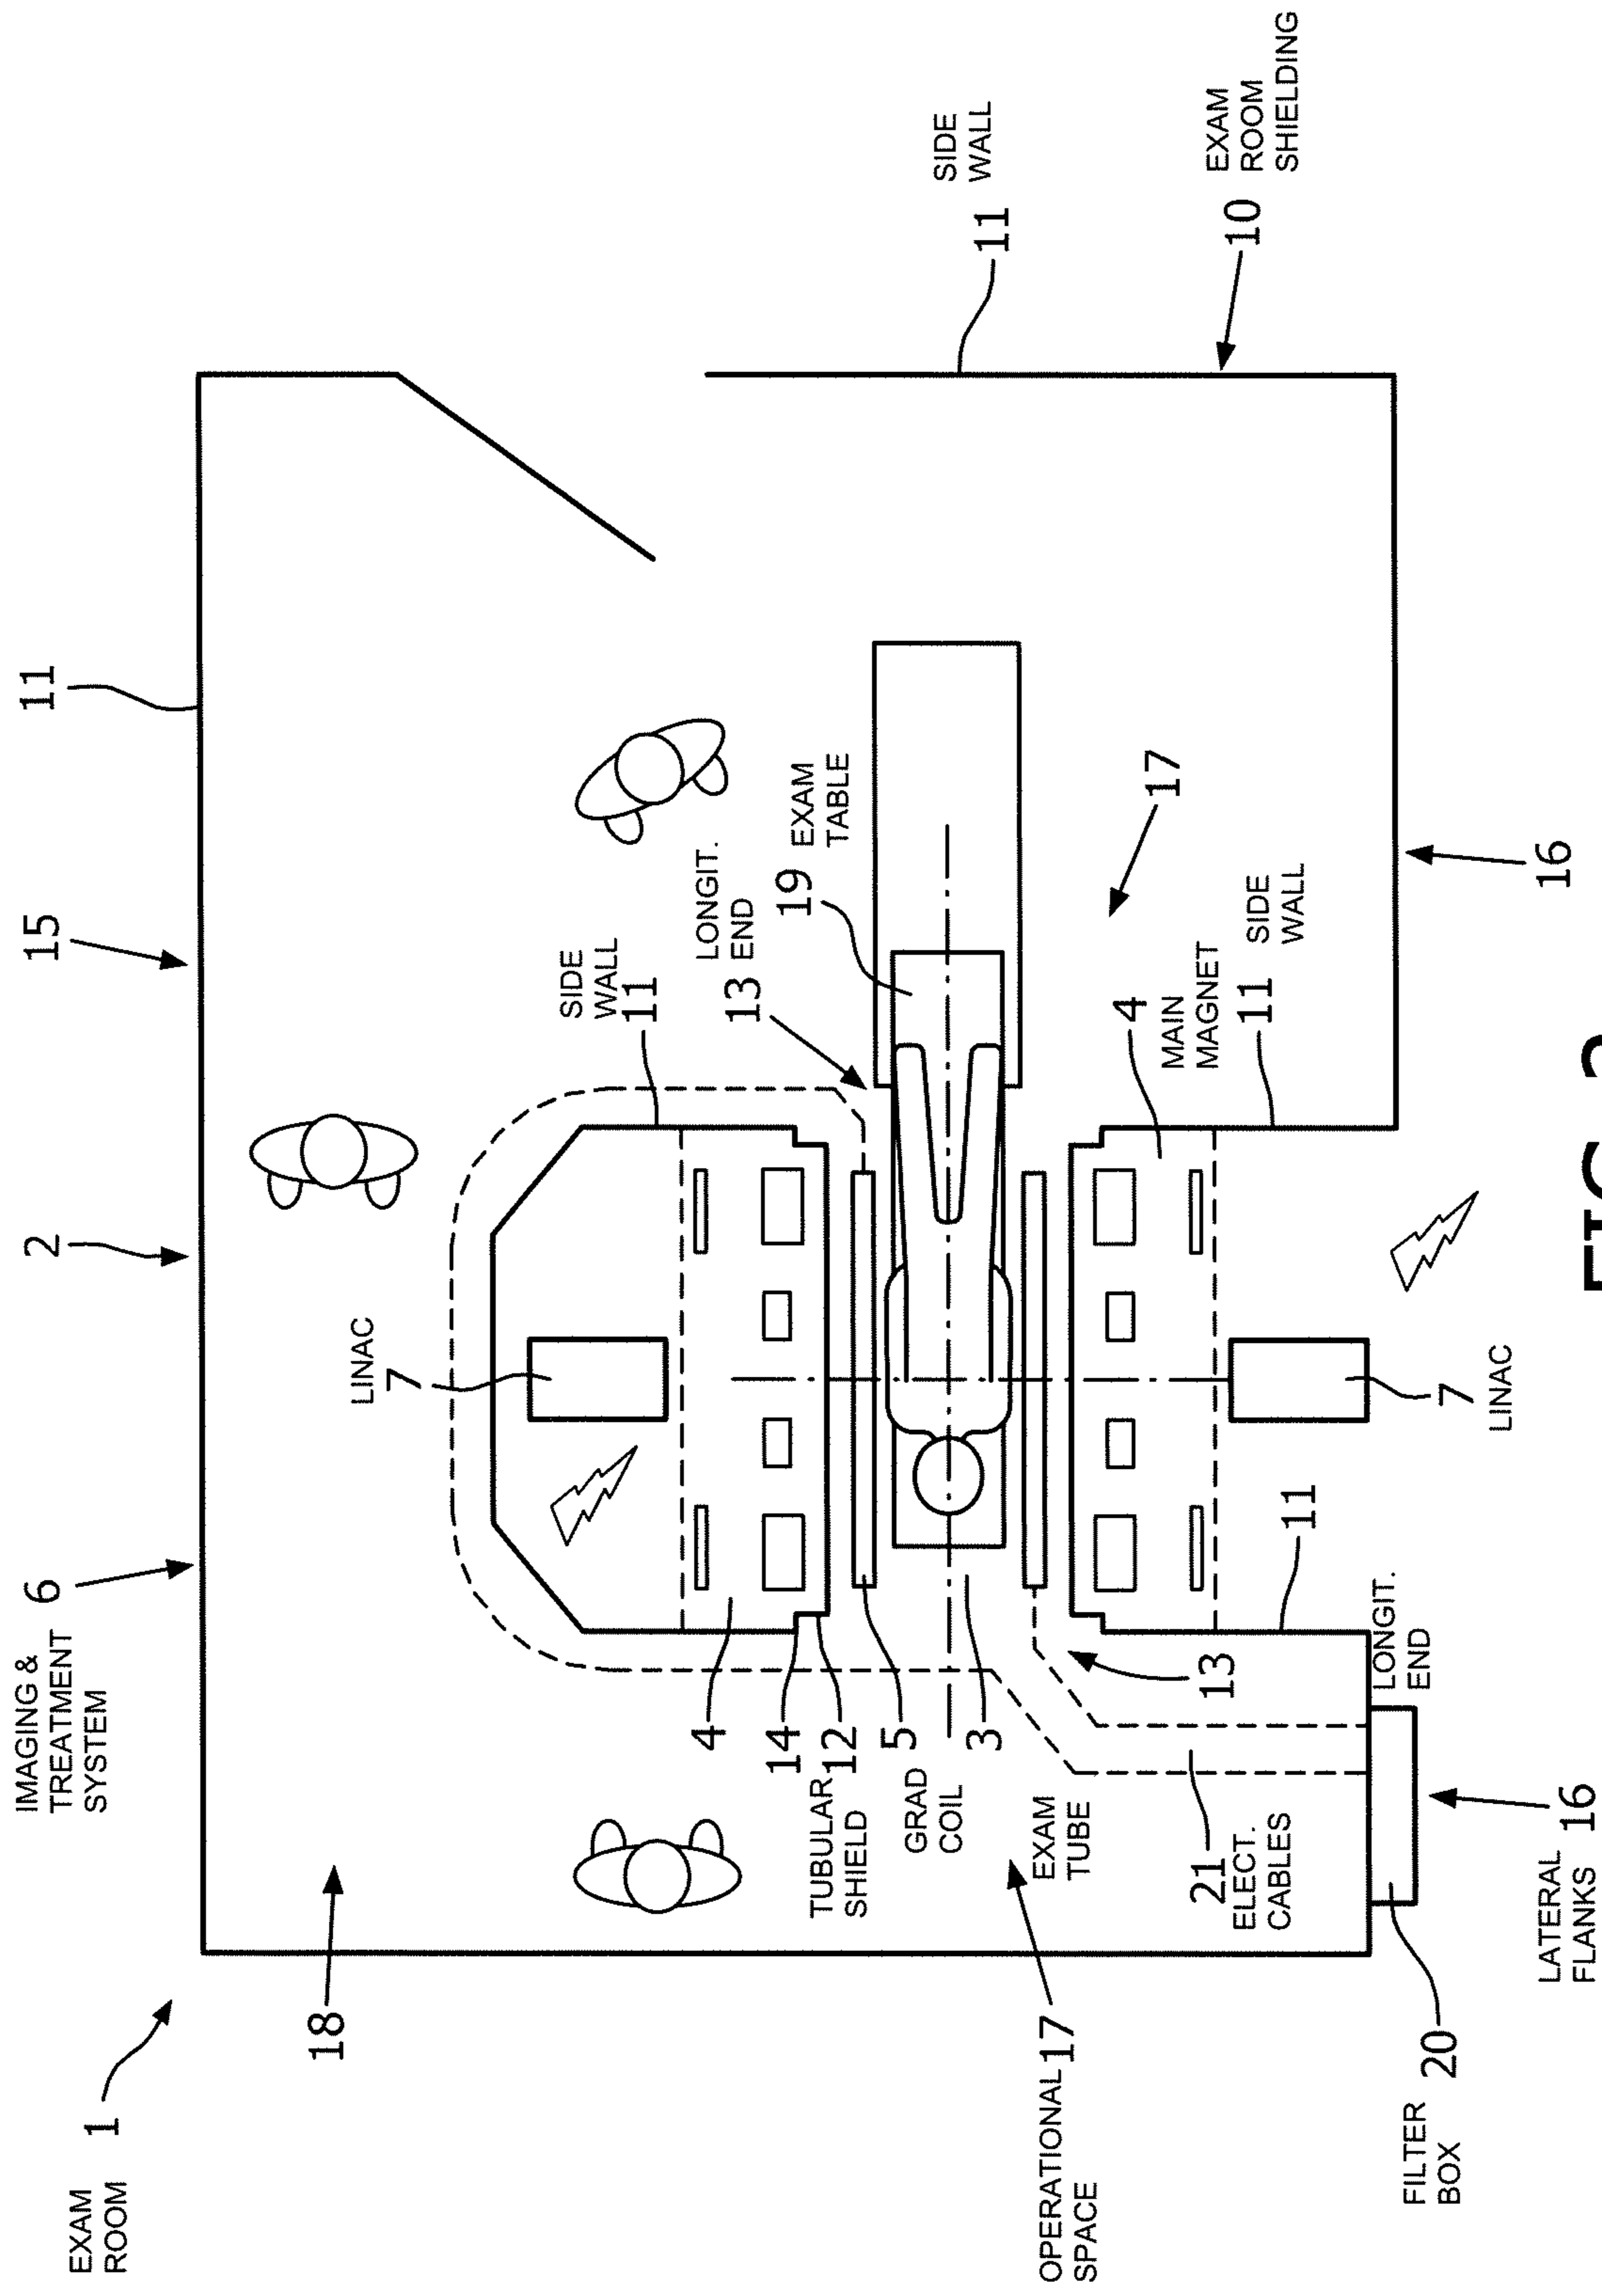 EXAM
ROOM
1
IMAGING &
TREATMENT
SYSTEM
6
2
15
11
18
LINAC
7
SIDE
WALL
11
LONGIT.
END
13
EXAM
TABLE
19
4
14
12
TUBULAR
SHIELD
5
GRAD
COIL
3
EXAM
TUBE
SIDE
WALL
11
OPERATIONAL
SPACE
17
21
ELECT.
CABLES
13
4
MAIN
MAGNET
17
SIDE
WALL
11
10
EXAM
ROOM
SHIELDING
11
LONGIT.
END
FILTER
BOX
20
7
LINAC
LATERAL
FLANKS
16
16